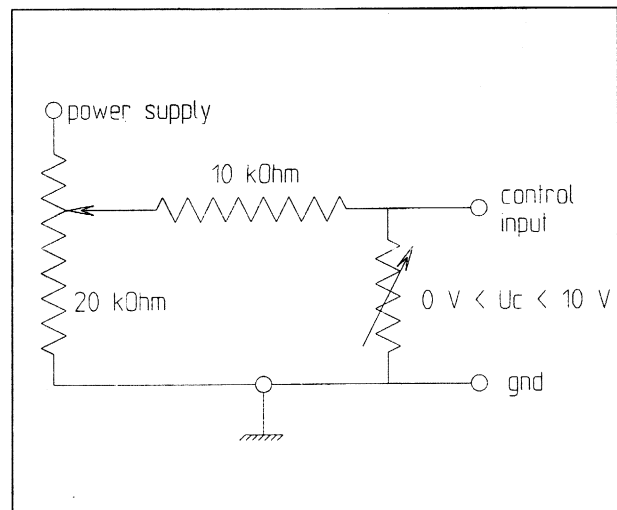 power supply
10 kOhm
control
input
20 kOhm
0 V < Uc < 10 V
gnd